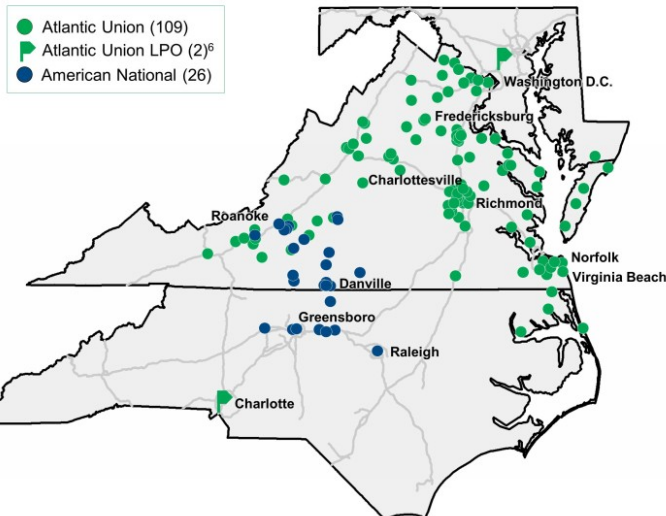 Atlantic Union (109)
Atlantic Union LPO (2)⁶
American National (26)
Washington D.C.
Fredericksburg
Charlottesville
Richmond
Roanoke
Norfolk
Virginia Beach
Danville
Greensboro
Raleigh
Charlotte